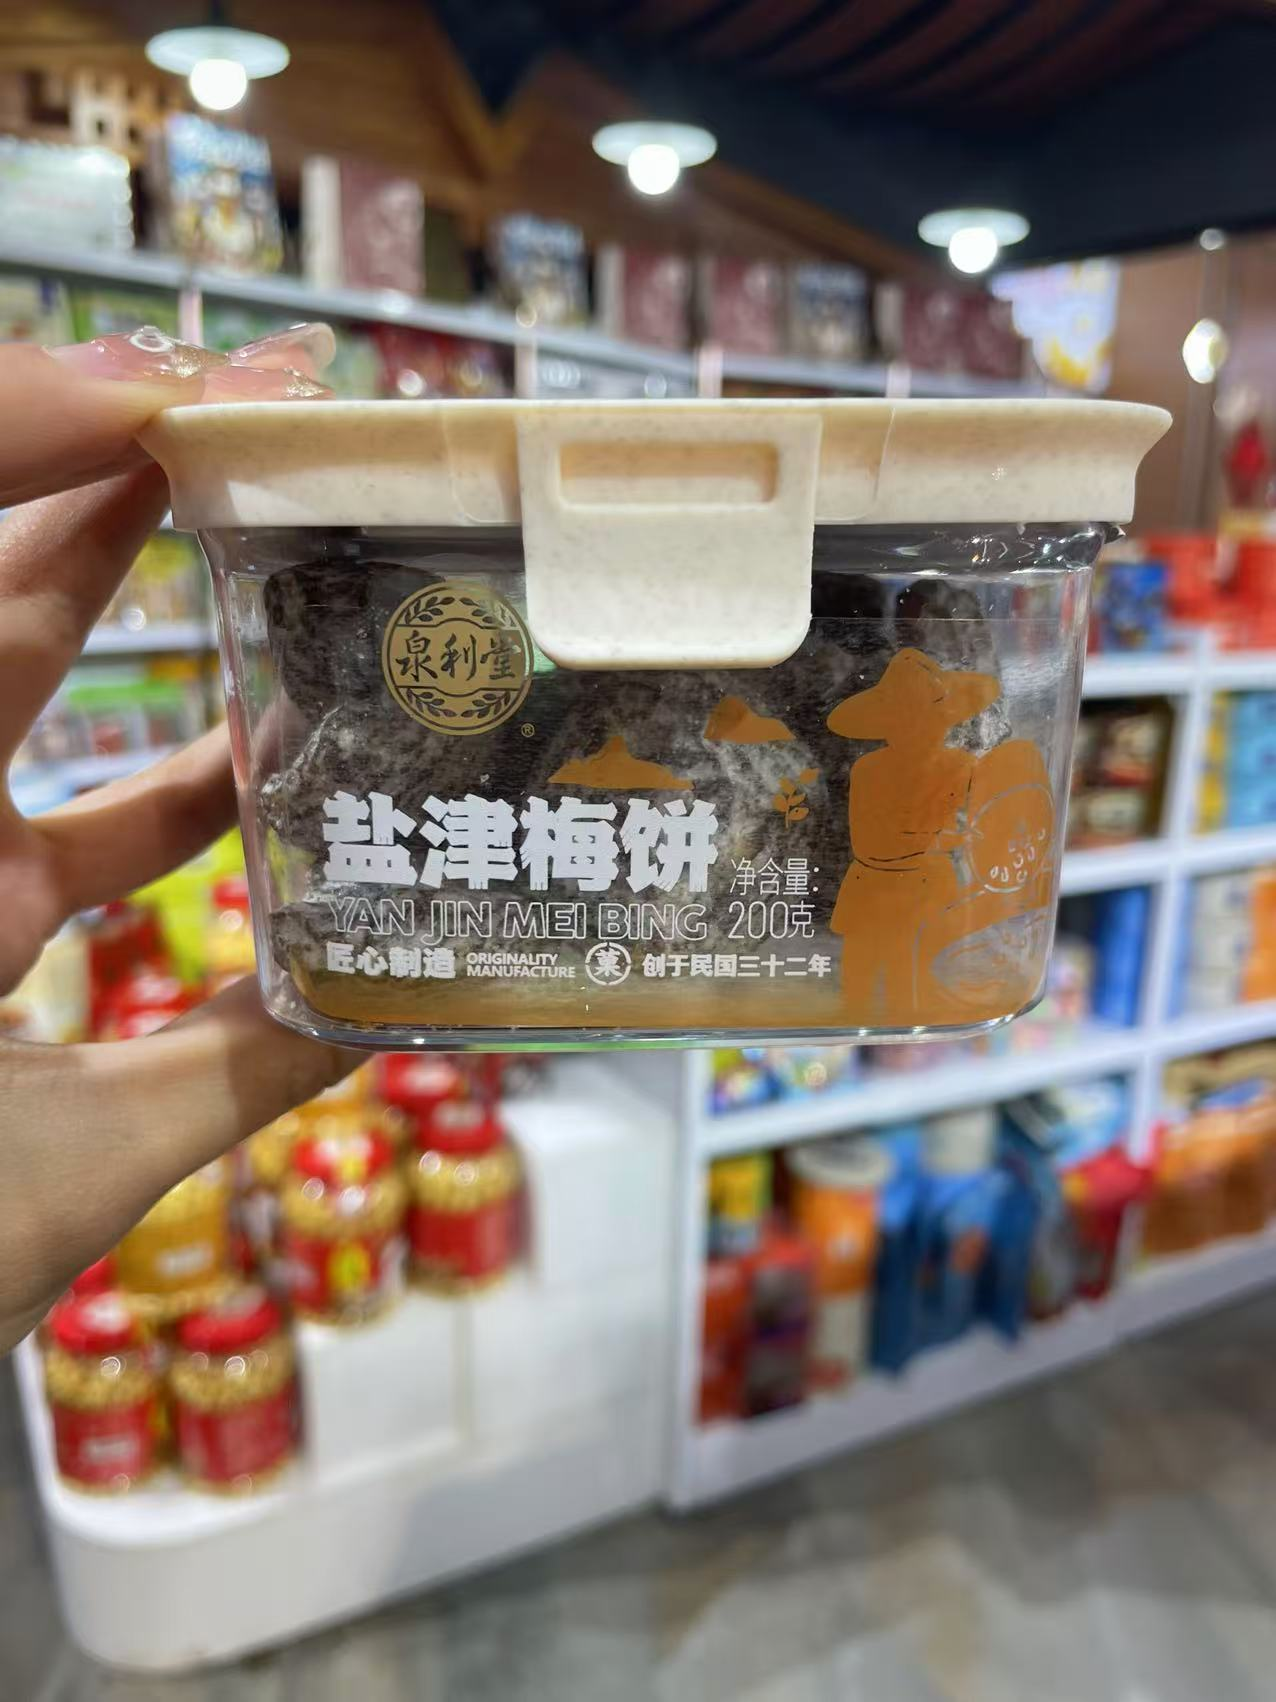 泉利堂
®
盐津梅饼
净含量:
200克
YAN JIN MEI BING
匠心制造 ORIGINALITY MANUFACTURE 菓 创于民国三十二年